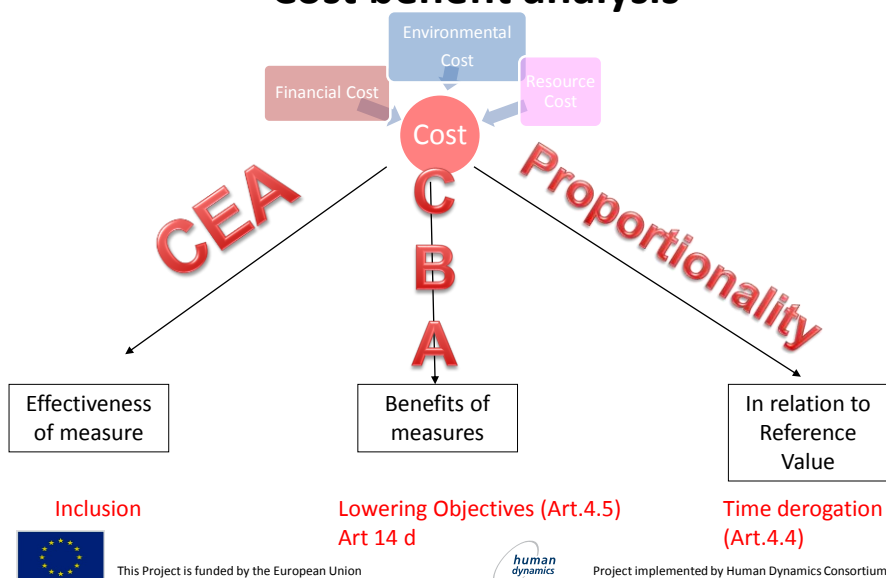 Cost benefit analysis
Environmental
Cost
Financial Cost
Resource
Cost
Cost
CEA
C
B
A
Proportionality
Effectiveness
of measure
Benefits of
measures
In relation to
Reference
Value
Inclusion
Lowering Objectives (Art.4.5)
Art 14 d
Time derogation
(Art.4.4)
This Project is funded by the European Union
human
dynamics
Project implemented by Human Dynamics Consortium